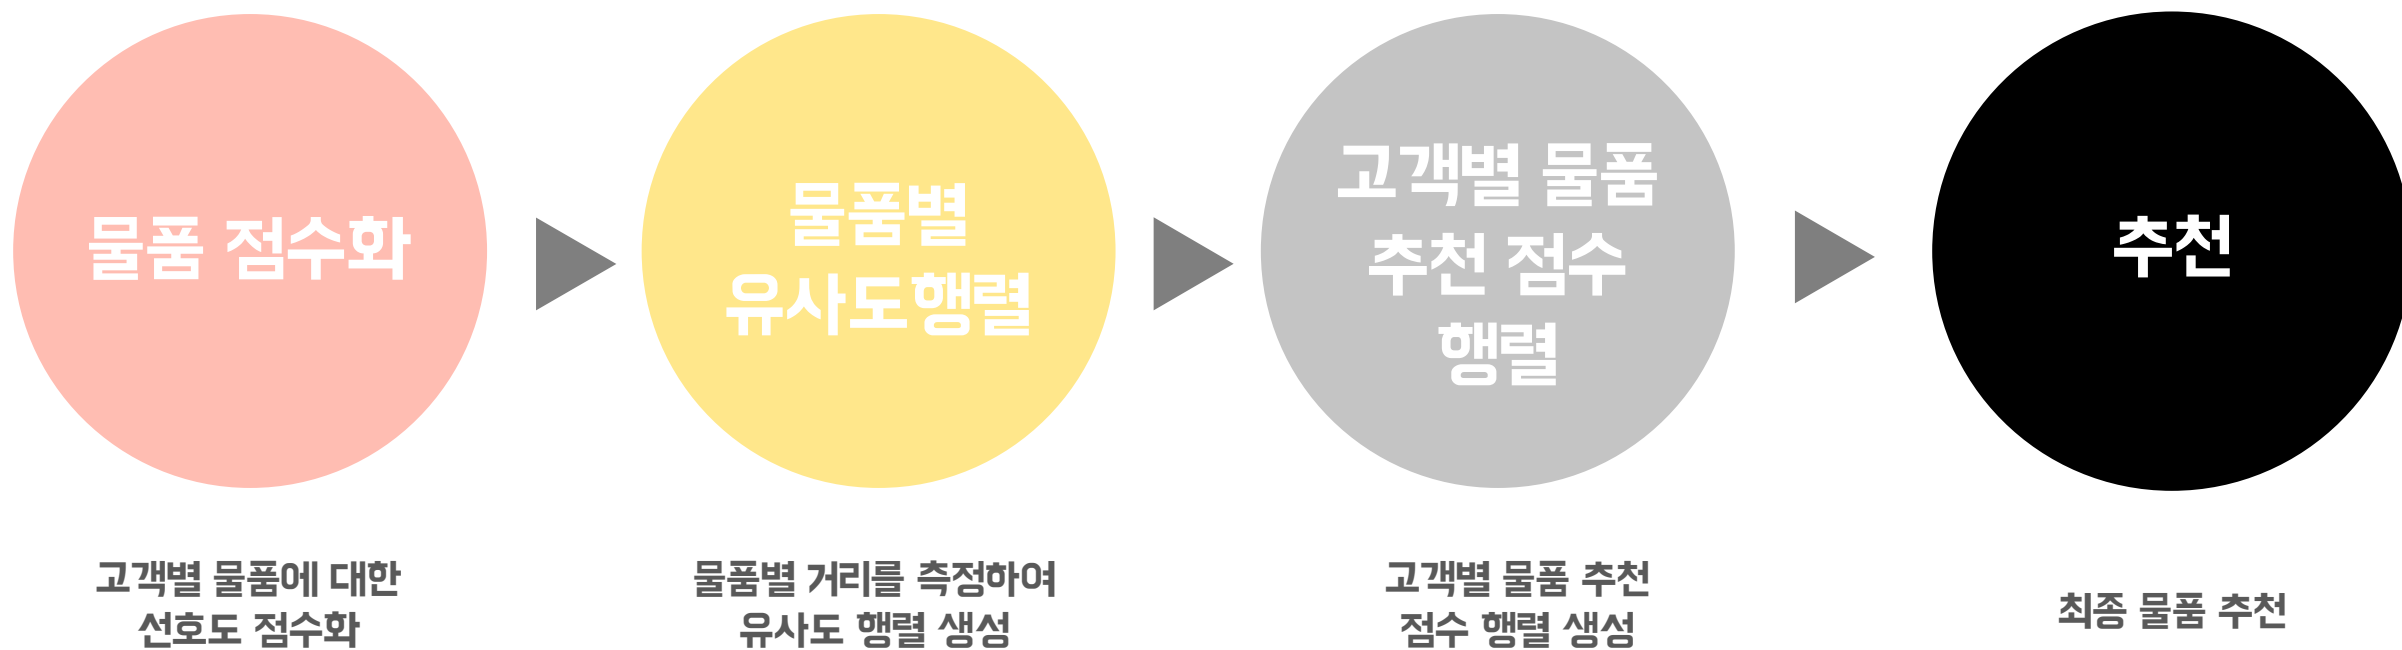 물품 점수화
물품별
유사도행렬
고객별 물품
추천 점수
행렬
추천
고객별 물품에 대한
선호도 점수화
물품별 거리를 측정하여
유사도 행렬 생성
고객별 물품 추천
점수 행렬 생성
최종 물품 추천